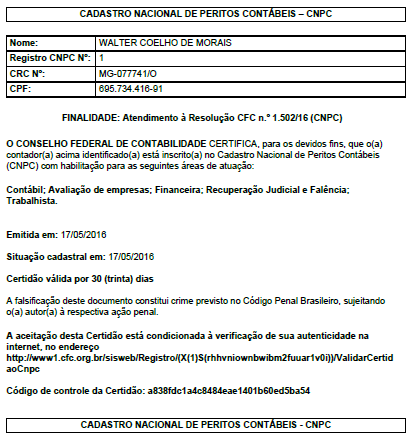 CADASTRO NACIONAL DE PERITOS CONTÁBEIS – CNPC
Nome: WALTER COELHO DE MORAIS
Registro CNPC Nº: 1
CRC Nº: MG-077741/O
CPF: 695.734.416-91
FINALIDADE: Atendimento à Resolução CFC n.º 1.502/16 (CNPC)
O CONSELHO FEDERAL DE CONTABILIDADE CERTIFICA, para os devidos fins, que o(a)
contador(a) acima identificado(a) está inscrito(a) no Cadastro Nacional de Peritos Contábeis
(CNPC) com habilitação para as seguintes áreas de atuação:
Contábil; Avaliação de empresas; Financeira; Recuperação Judicial e Falência;
Trabalhista.
Emitida em: 17/05/2016
Situação cadastral em: 17/05/2016
Certidão válida por 30 (trinta) dias
A falsificação deste documento constitui crime previsto no Código Penal Brasileiro, sujeitando
o(a) autor(a) à respectiva ação penal.
A aceitação desta Certidão está condicionada à verificação de sua autenticidade na
internet, no endereço
http://www1.cfc.org.br/sisweb/Registro/(X(1)S(rhhvniownbwibm2fuuar1v0i))/ValidarCertid
aoCnpc
Código de controle da Certidão: a838fdc1a4c8484eae1401b60ed5ba54
CADASTRO NACIONAL DE PERITOS CONTÁBEIS - CNPC